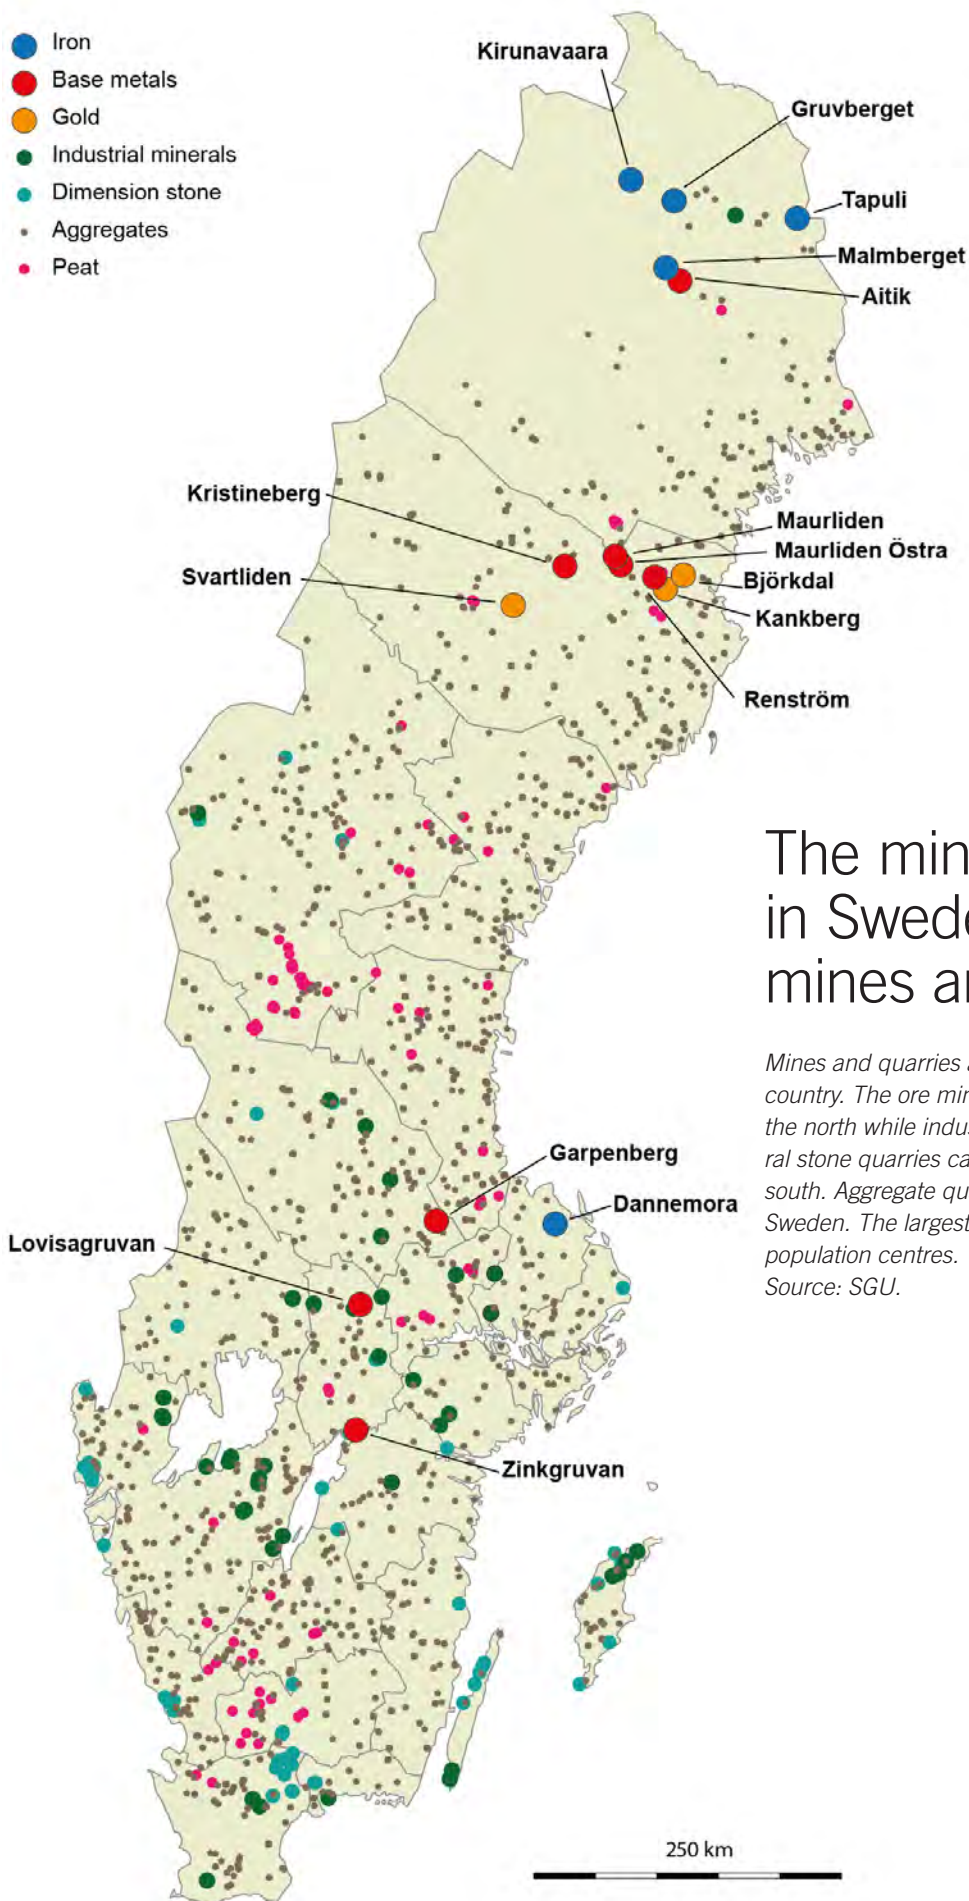 Iron
Base metals
Gold
Industrial minerals
Dimension stone
Aggregates
Peat
Kirunavaara
Gruvberget
Tapuli
Malmberget
Aitik
Kristineberg
Maurliden
Maurliden Östra
Svartliden
Björkdal
Kankberg
Renström
The min
in Swede
mines an
Mines and quarries a
country. The ore min
the north while indus
ral stone quarries ca
south. Aggregate qu
Sweden. The largest
population centres.
Source: SGU.
Garpenberg
Dannemora
Lovisagruvan
Zinkgruvan
250 km